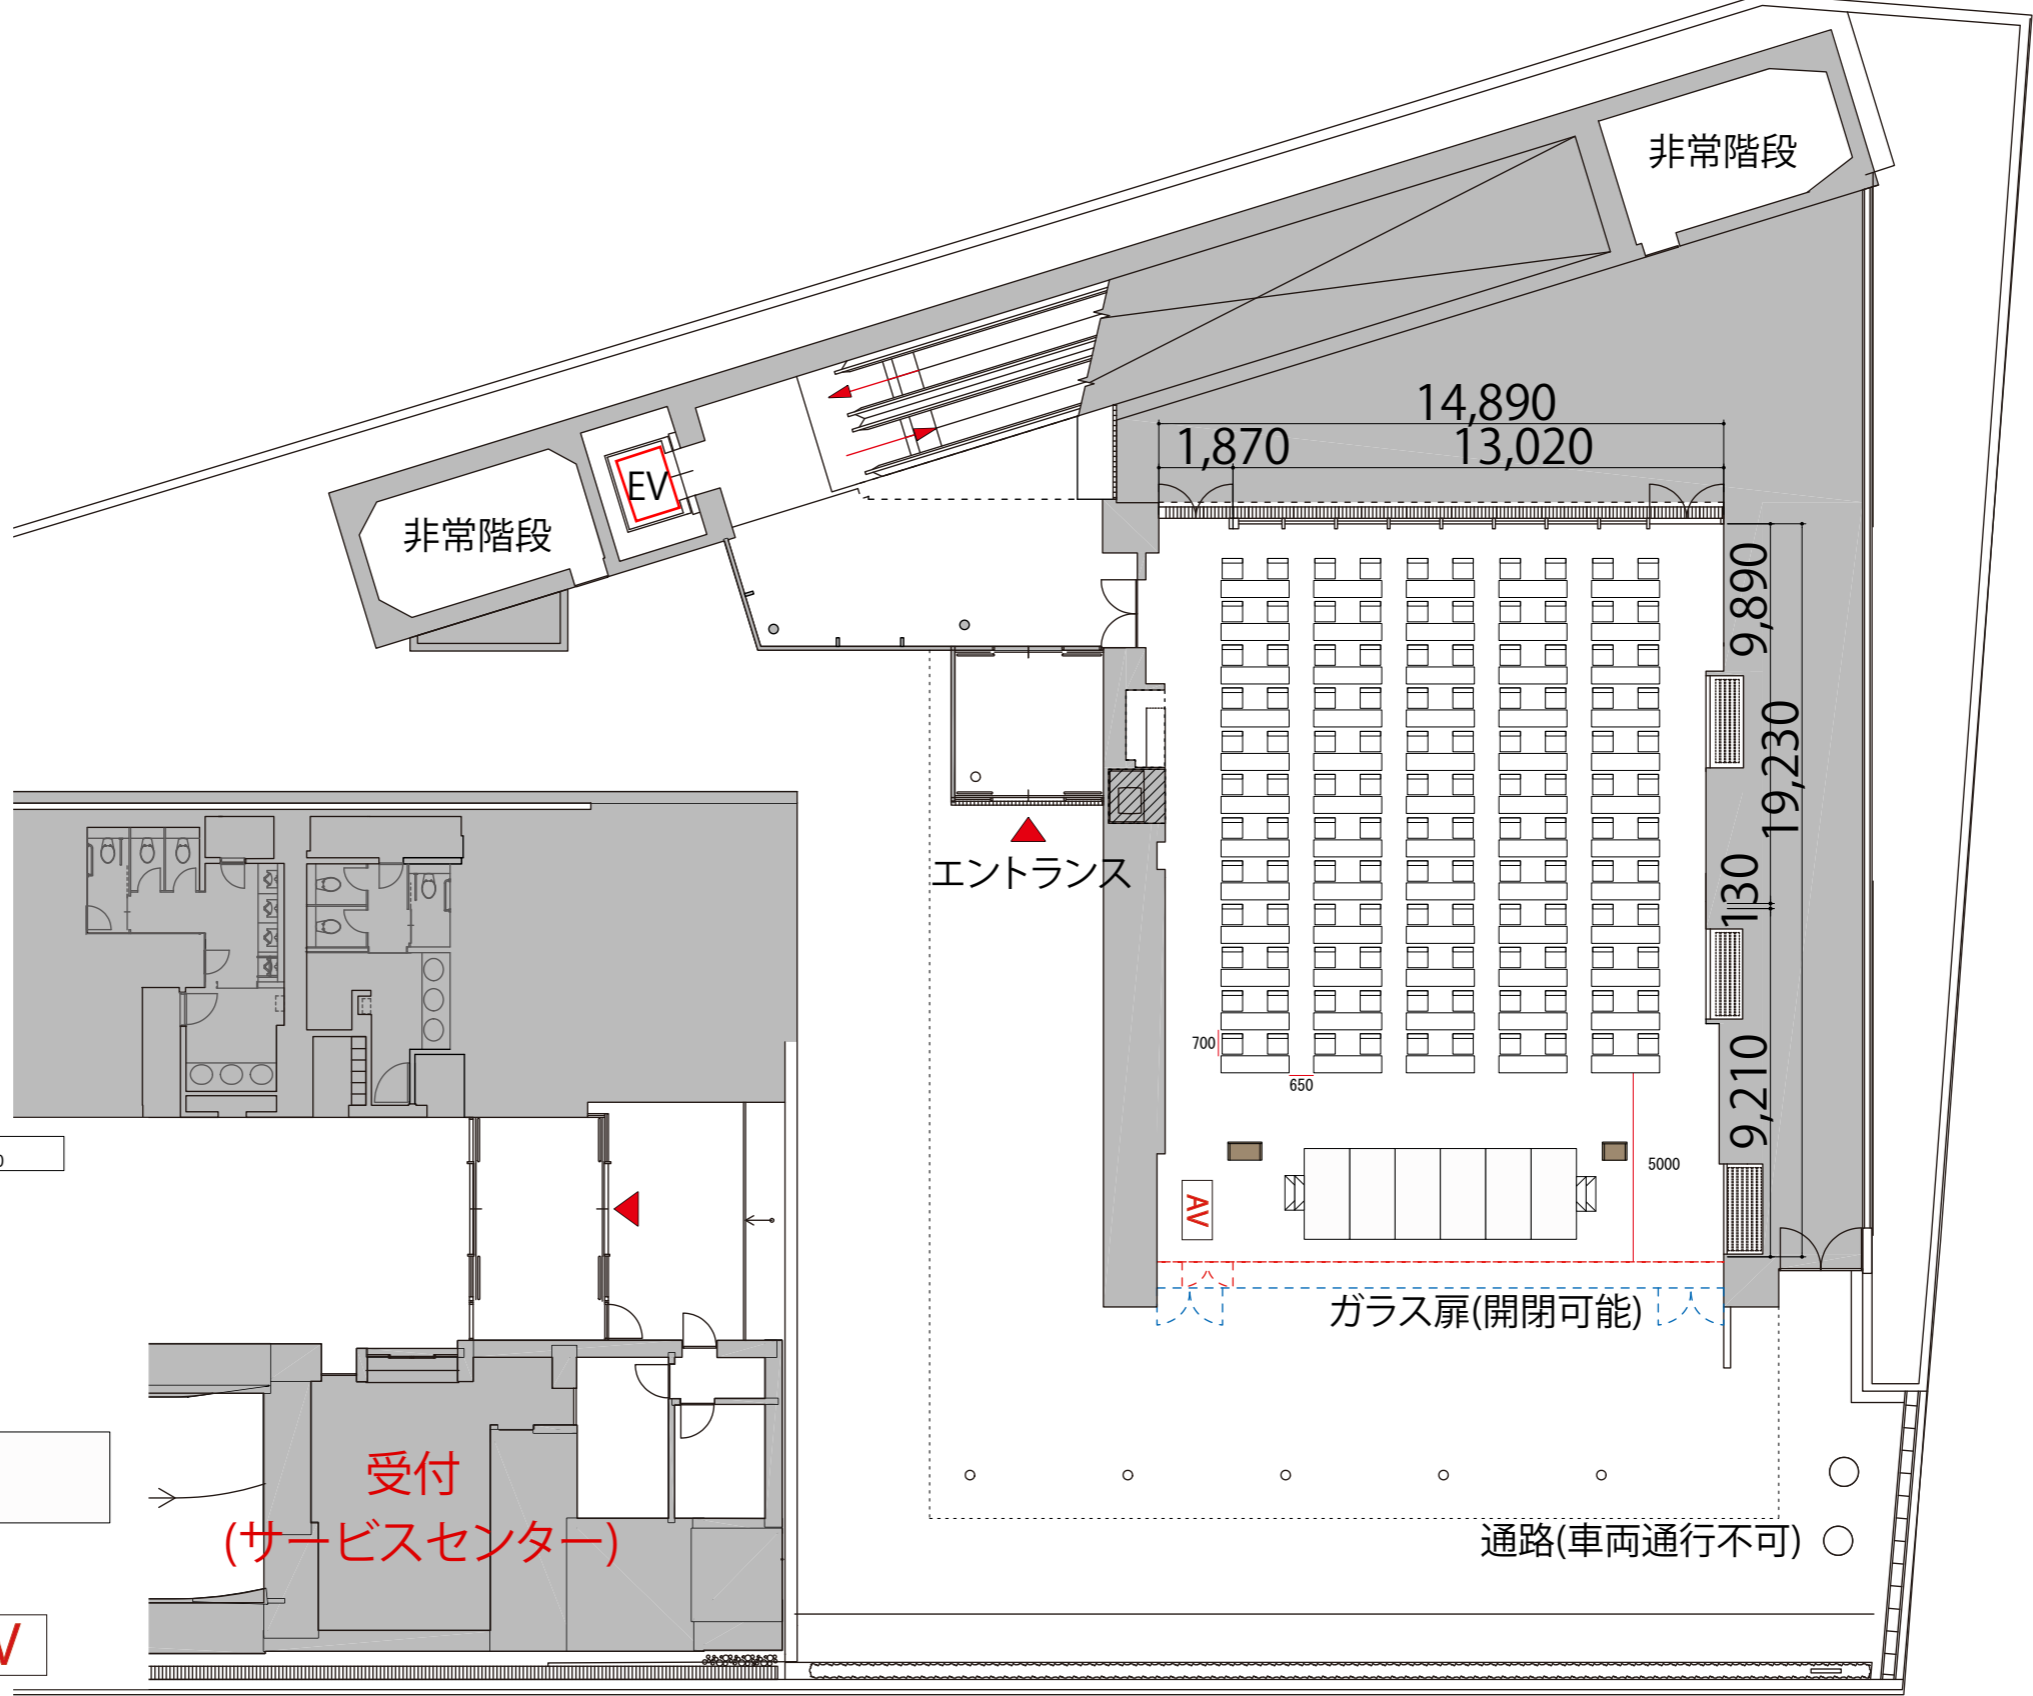 非常階段
14,890
1,870
13,020
EV
非常階段
9,890
19,230
エントランス
130
700
650
9,210
5000
AV
ガラス扉(開閉可能)
受付
(サービスセンター)
通路(車両通行不可)